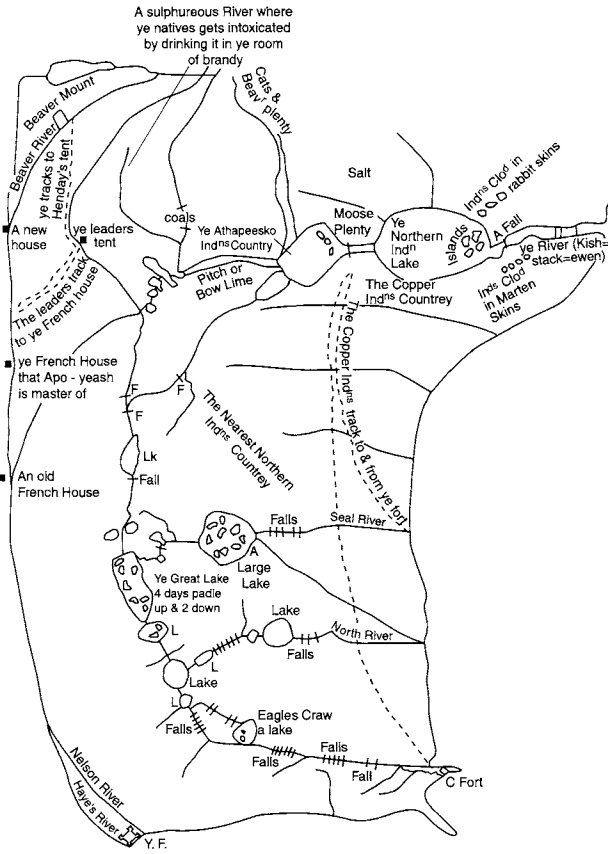 A sulphureous River where
ye natives gets intoxicated
by drinking it in ye room
of brandy
Cats &
Beavr plenty
Beaver Mount
Beaver River
ye tracks to
Henday's tent
Salt
Indns Clod in
rabbit skins
coals
Moose
Plenty
A new
house
ye leaders
tent
Ye Athapeesko
Indns Country
Ye
Northern
Indn
Lake
Islands
A Fall
ye River (Kish=
stack=ewen)
Pitch or
Bow Lime
The Copper
Indns Countrey
Inds Clod
in Marten
Skins
The leaders track
to ye French house
ye French House
that Apo - yeash
is master of
The Copper Indns track to & from ye fort
F
F
F
The Nearest Northern
Indns Countrey
Lk
Fall
An old
French House
Falls
Seal River
A
Large
Lake
Ye Great Lake
4 days padle
up & 2 down
L
Lake
North River
Falls
L
Lake
L
Eagles Craw
a lake
Falls
Falls
Falls
Fall
C Fort
Nelson River
Haye's River
Y. F.